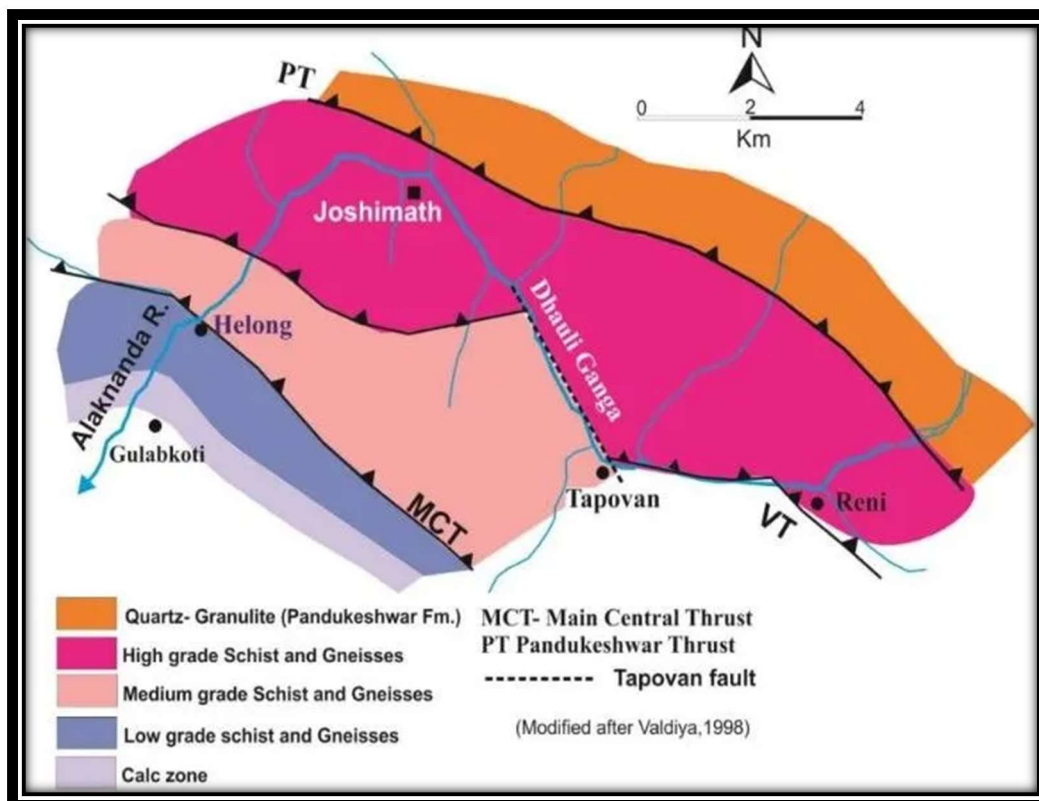 N
PT
0 2 4
Km
Joshimath
Dhauli Ganga
Helong
Alaknanda R.
Gulabkoti
Tapovan
Reni
VT
MCT
Quartz- Granulite (Pandukeshwar Fm.)
High grade Schist and Gneisses
Medium grade Schist and Gneisses
Low grade schist and Gneisses
Calc zone
MCT- Main Central Thrust
PT Pandukeshwar Thrust
Tapovan fault
(Modified after Valdiya,1998)